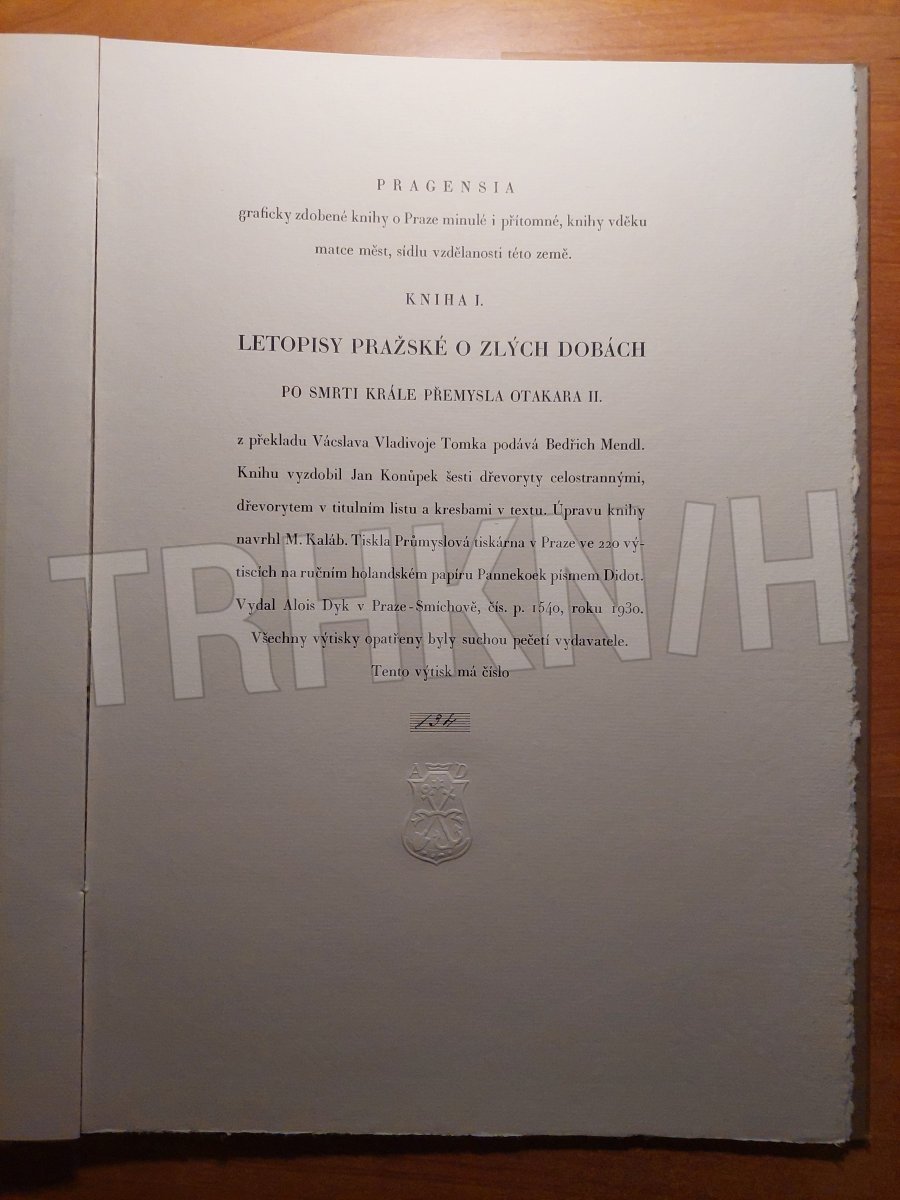 PRAGENSIA
graficky zdobené knihy o Praze minulé i přítomné, knihy vděku
matce měst, sídlu vzdělanosti této země.
KNIHA I.
LETOPISY PRAŽSKÉ O ZLÝCH DOBÁCH
PO SMRTI KRÁLE PŘEMYSLA OTAKARA II.
z překladu Vácslava Vladivoje Tomka podává Bedřich Mendl.
Knihu vyzdobil Jan Konůpek šesti dřevoryty celostrannými,
dřevorytem v titulním listu a kresbami v textu. Úpravu knihy
navrhl M. Kaláb. Tiskla Průmyslová tiskárna v Praze ve 220 vý-
tiscích na ručním holandském papíru Pannekoek písmem Didot.
Vydal Alois Dyk v Praze-Smíchově, čís. p. 1540, roku 1930.
Všechny výtisky opatřeny byly suchou pečetí vydavatele.
Tento výtisk má číslo
134
A D
TRHKNIH